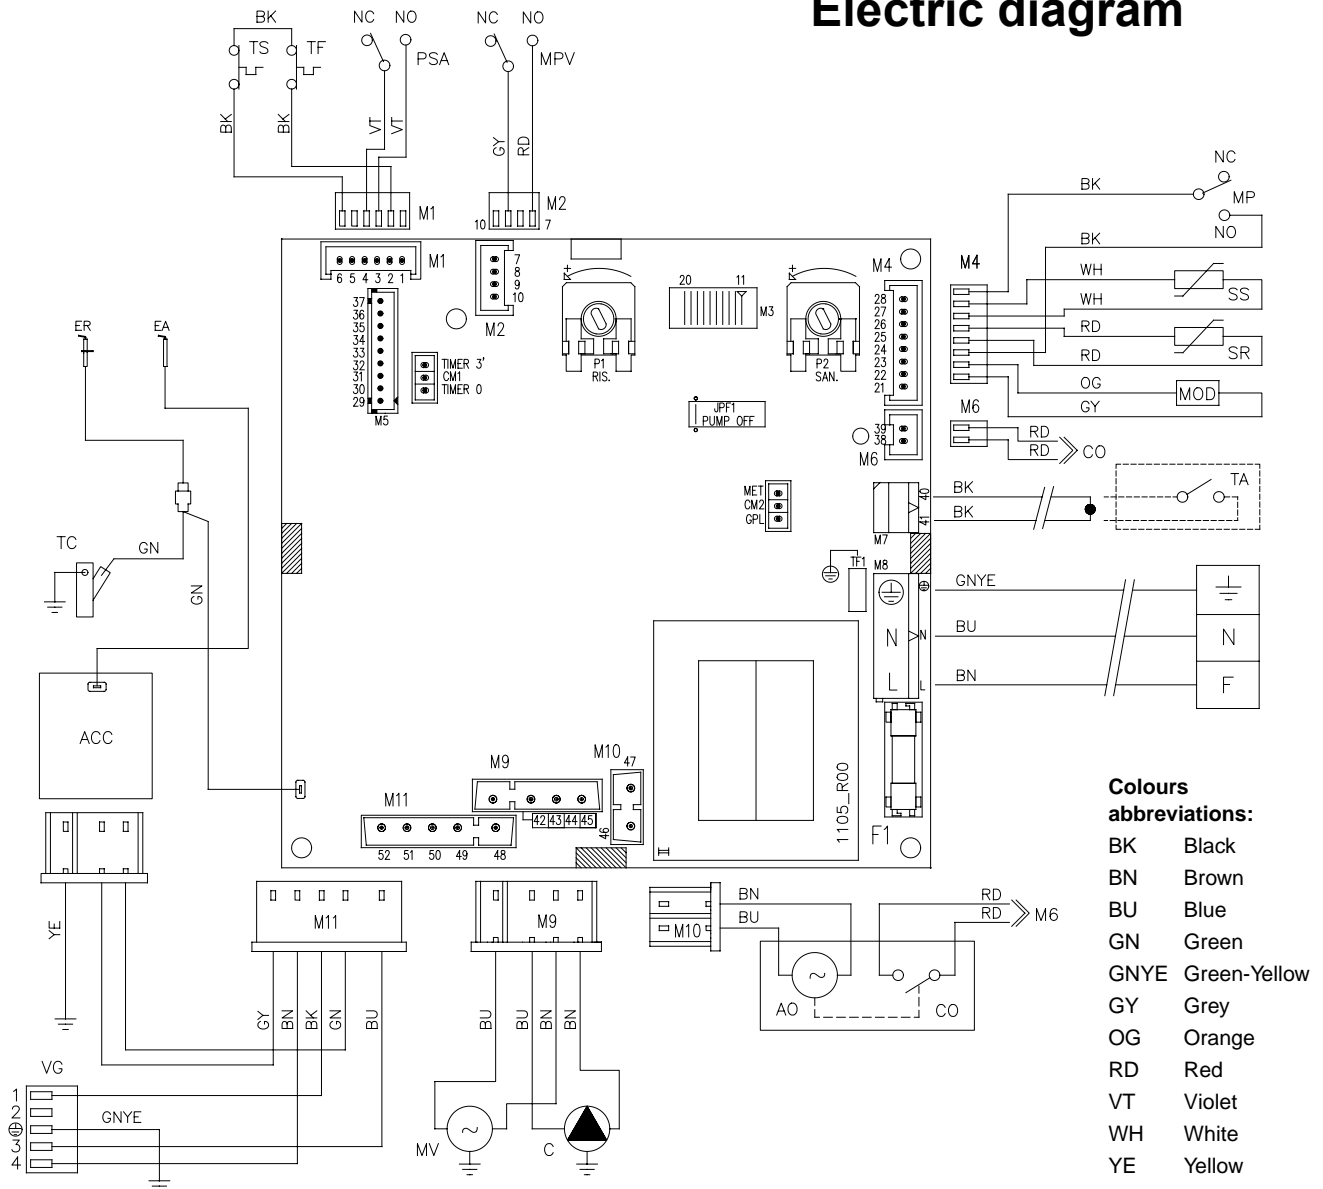 Electric diagram
BK
NC NO NC NO
TS TF PSA MPV
BK BK VT VT GY RD
M1 10 M2 7
M1
6 5 4 3 2 1
7
8
9
10
M2
37
36
35
34
33
32
31
30
29
M5
TIMER 3'
CM1
TIMER 0
+
P1
RIS.
20 11
M3
+
P2
SAN.
JPF1
PUMP OFF
M4
28
27
26
25
24
23
22
21
39
38
M6
MET
CM2
GPL
40
41
M7
TF1
M8
N N
L L
F1
1105_R00
M4
BK NC
MP
BK NO
WH
WH SS
RD
RD SR
OG
GY MOD
M6
RD
RD CO
BK
BK
TA
GNYE
BU N
BN F
ER EA
TC GN
GN
ACC
YE
M9
42 43 44 45
M10
47
46
M11
52 51 50 49 48
M11
GY BN BK GN BU
M9
BU BU BN BN
M10
BN
BU
RD
RD M6
AO CO
VG
1
2
3
4
GNYE
MV C
Colours
abbreviations:
BK Black
BN Brown
BU Blue
GN Green
GNYE Green-Yellow
GY Grey
OG Orange
RD Red
VT Violet
WH White
YE Yellow